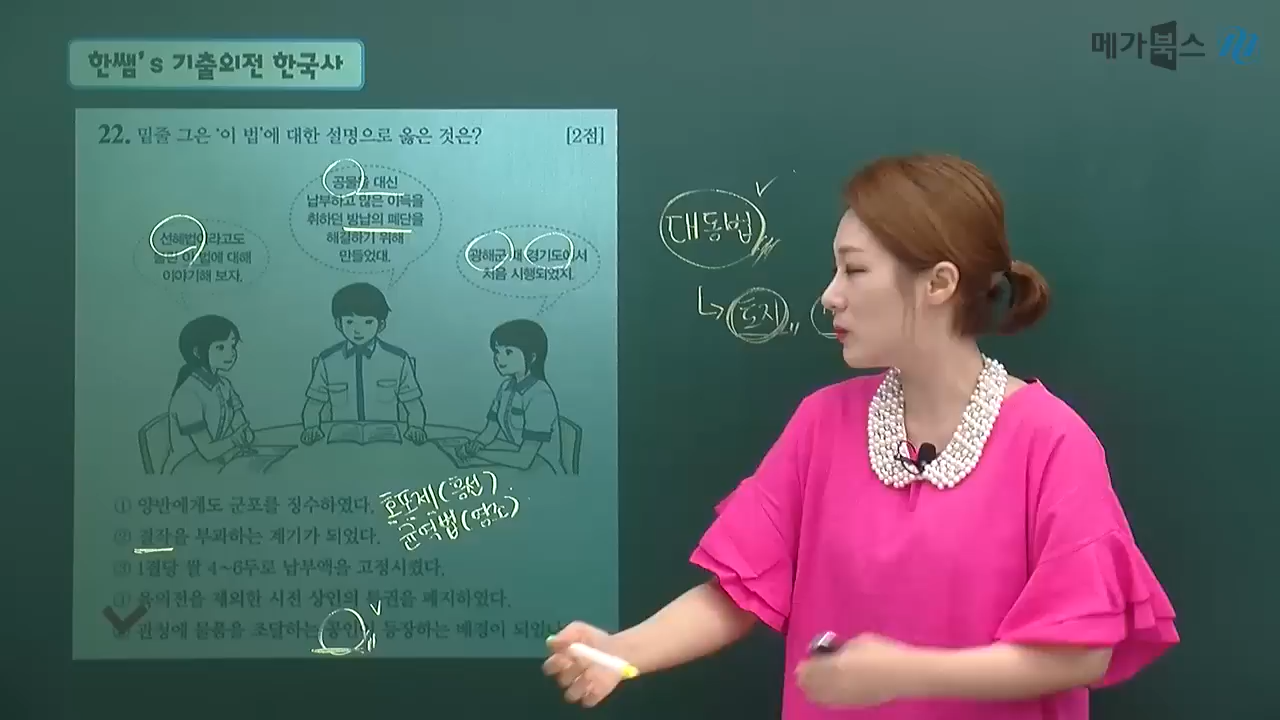 한쌤's 기출외전 한국사
메가북스
22. 밑줄 그은 '이 법'에 대한 설명으로 옳은 것은? [2점]
공물을 대신
납부하고 많은 이득을
취하던 방납의 폐단을
해결하기 위해
만들었대.
선혜법이라고도
이 법에 대해
이야기해 보자.
광해군 때 경기도에서
처음 시행되었지.
대동법
토지
① 양반에게도 군포를 징수하였다.
호포제(흥선)
균역법(영조)
② 결작을 부과하는 계기가 되었다.
③ 1결당 쌀 4~6두로 납부액을 고정시켰다.
④ 육의전을 제외한 시전 상인의 특권을 폐지하였다.
관청에 물품을 조달하는 공인이 등장하는 배경이 되었